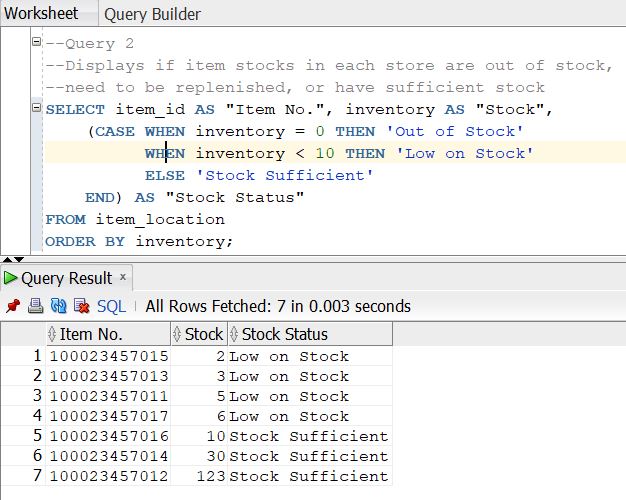 Worksheet Query Builder
--Query 2
--Displays if item stocks in each store are out of stock,
--need to be replenished, or have sufficient stock
SELECT item_id AS "Item No.", inventory AS "Stock",
(CASE WHEN inventory = 0 THEN 'Out of Stock'
WHEN inventory < 10 THEN 'Low on Stock'
ELSE 'Stock Sufficient'
END) AS "Stock Status"
FROM item_location
ORDER BY inventory;
Query Result x
SQL | All Rows Fetched: 7 in 0.003 seconds
Item No. Stock Stock Status
1 100023457015 2 Low on Stock
2 100023457013 3 Low on Stock
3 100023457011 5 Low on Stock
4 100023457017 6 Low on Stock
5 100023457016 10 Stock Sufficient
6 100023457014 30 Stock Sufficient
7 100023457012 123 Stock Sufficient